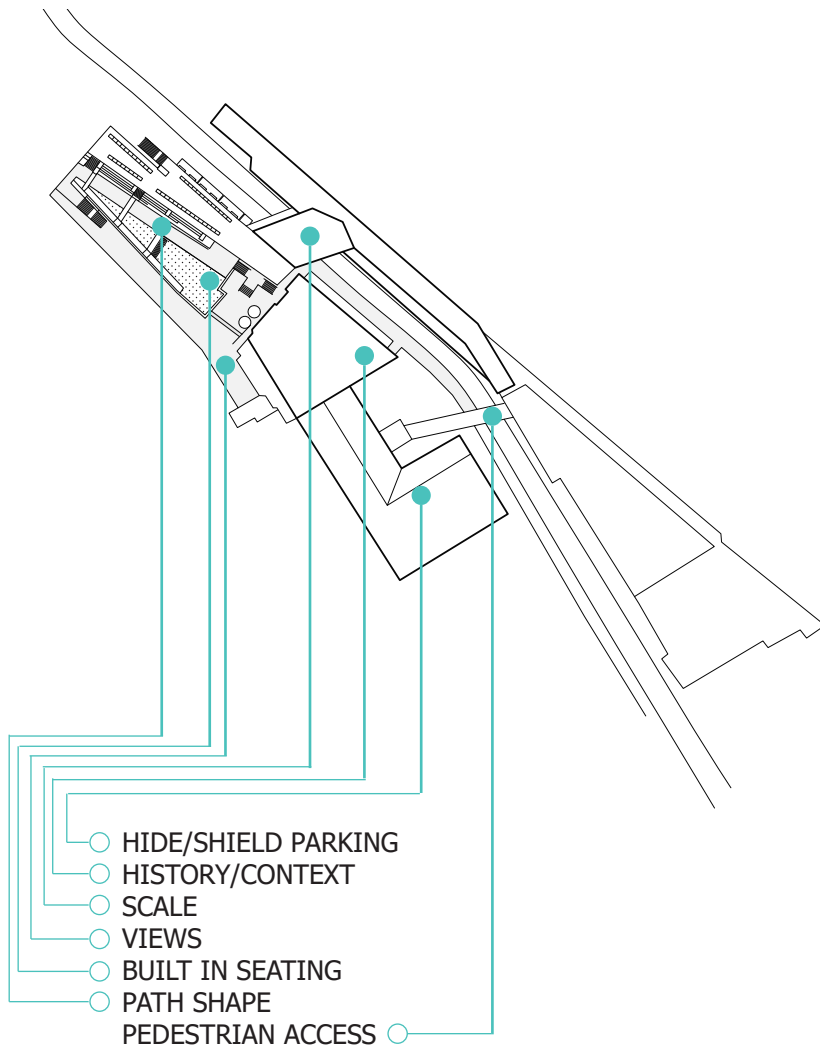 HIDE/SHIELD PARKING
HISTORY/CONTEXT
SCALE
VIEWS
BUILT IN SEATING
PATH SHAPE
PEDESTRIAN ACCESS